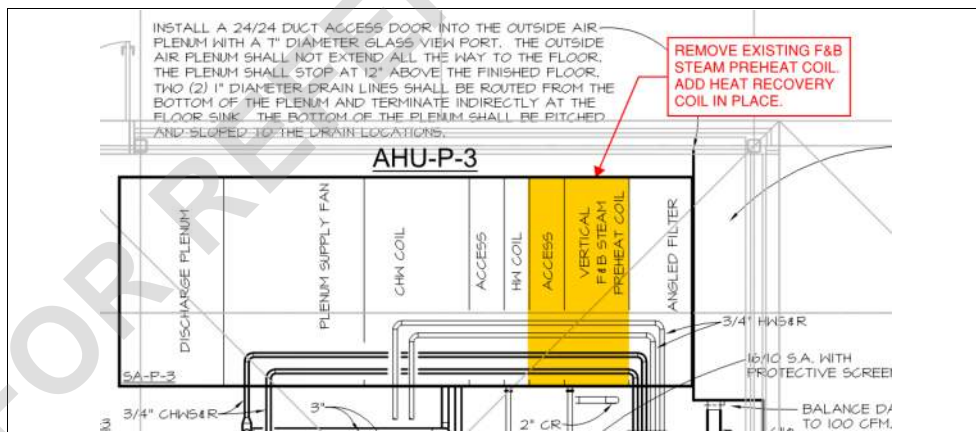 INSTALL A 24/24 DUCT ACCESS DOOR INTO THE OUTSIDE AIR
PLENUM WITH A 7" DIAMETER GLASS VIEW PORT. THE OUTSIDE
AIR PLENUM SHALL NOT EXTEND ALL THE WAY TO THE FLOOR.
THE PLENUM SHALL STOP AT 12" ABOVE THE FINISHED FLOOR.
TWO (2) 1" DIAMETER DRAIN LINES SHALL BE ROUTED FROM THE
BOTTOM OF THE PLENUM AND TERMINATE INDIRECTLY AT THE
FLOOR SINK. THE BOTTOM OF THE PLENUM SHALL BE PITCHED
AND SLOPED TO THE DRAIN LOCATIONS.
REMOVE EXISTING F&B
STEAM PREHEAT COIL.
ADD HEAT RECOVERY
COIL IN PLACE.
AHU-P-3
DISCHARGE PLENUM
PLENUM SUPPLY FAN
CHW COIL
ACCESS
HW COIL
ACCESS
VERTICAL
F&B STEAM
PREHEAT COIL
ANGLED FILTER
SA-P-3
3/4" HWS&R
16/10 S.A. WITH
PROTECTIVE SCREEN
3/4" CHWS&R
3"
2" CR
BALANCE DA
TO 100 CFM.
FOR REF